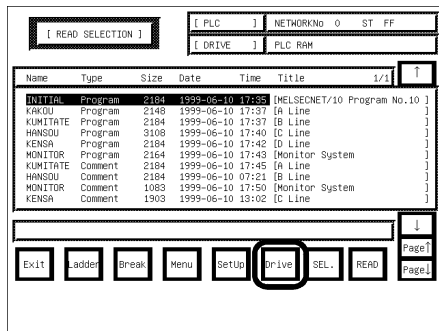 [ READ SELECTION ]
[ PLC ] NETWORKNo 0 ST FF
[ DRIVE ] PLC RAM
Name Type Size Date Time Title 1/1 ↑
INITIAL Program 2184 1999-06-10 17:35 [MELSECNET/10 Program No.10 ]
KAKOU Program 2148 1999-06-10 17:37 [A Line ]
KUMITATE Program 2184 1999-06-10 17:37 [B Line ]
HANSOU Program 3108 1999-06-10 17:40 [C Line ]
KENSA Program 2184 1999-06-10 17:42 [D Line ]
MONITOR Program 2164 1999-06-10 17:43 [Monitor System ]
KUMITATE Comment 2184 1999-06-10 17:45 [A Line ]
HANSOU Comment 2184 1999-06-10 07:21 [B Line ]
MONITOR Comment 1083 1999-06-10 17:50 [Monitor System ]
KENSA Comment 1903 1999-06-10 13:02 [C Line ]
↓
Page↑
Exit Ladder Break Menu SetUp Drive SEL. READ Page↓